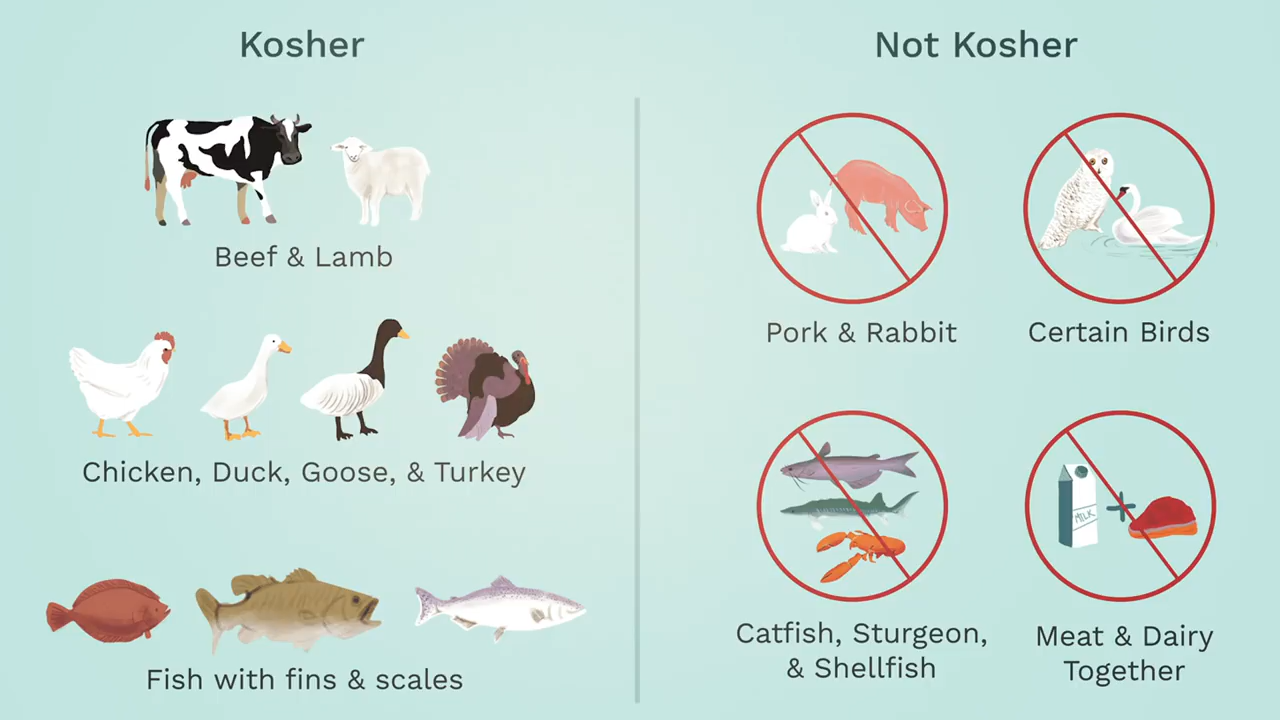 Kosher
Beef & Lamb
Chicken, Duck, Goose, & Turkey
Fish with fins & scales
Not Kosher
Pork & Rabbit
Certain Birds
Catfish, Sturgeon,
& Shellfish
MILK
Meat & Dairy
Together